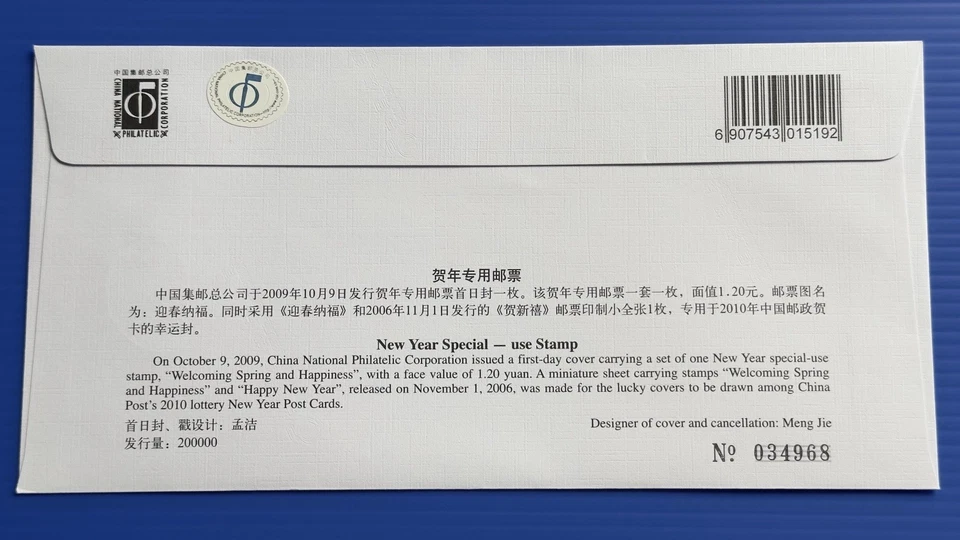 中国集邮总公司
CHINA NATIONAL
PHILATELIC
CORPORATION
中国集邮总公司
6 907543 015192
贺年专用邮票
中国集邮总公司于2009年10月9日发行贺年专用邮票首日封一枚。该贺年专用邮票一套一枚，面值1.20元。邮票图名
为：迎春纳福。同时采用《迎春纳福》和2006年11月1日发行的《贺新禧》邮票印制小全张1枚，专用于2010年中国邮政贺
卡的幸运封。
New Year Special — use Stamp
On October 9, 2009, China National Philatelic Corporation issued a first-day cover carrying a set of one New Year special-use
stamp, “Welcoming Spring and Happiness”, with a face value of 1.20 yuan. A miniature sheet carrying stamps “Welcoming Spring
and Happiness” and “Happy New Year”, released on November 1, 2006, was made for the lucky covers to be drawn among China
Post’s 2010 lottery New Year Post Cards.
首日封、戳设计：孟洁
Designer of cover and cancellation: Meng Jie
发行量：200000
№ 034968